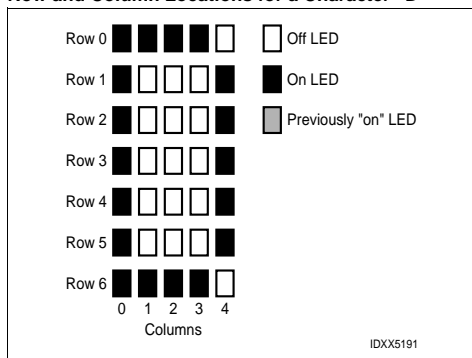 Row and Column Locations for a Character "D"
Row 0
Off LED
Row 1
On LED
Row 2
Previously "on" LED
Row 3
Row 4
Row 5
Row 6
0 1 2 3 4
Columns
IDXX5191